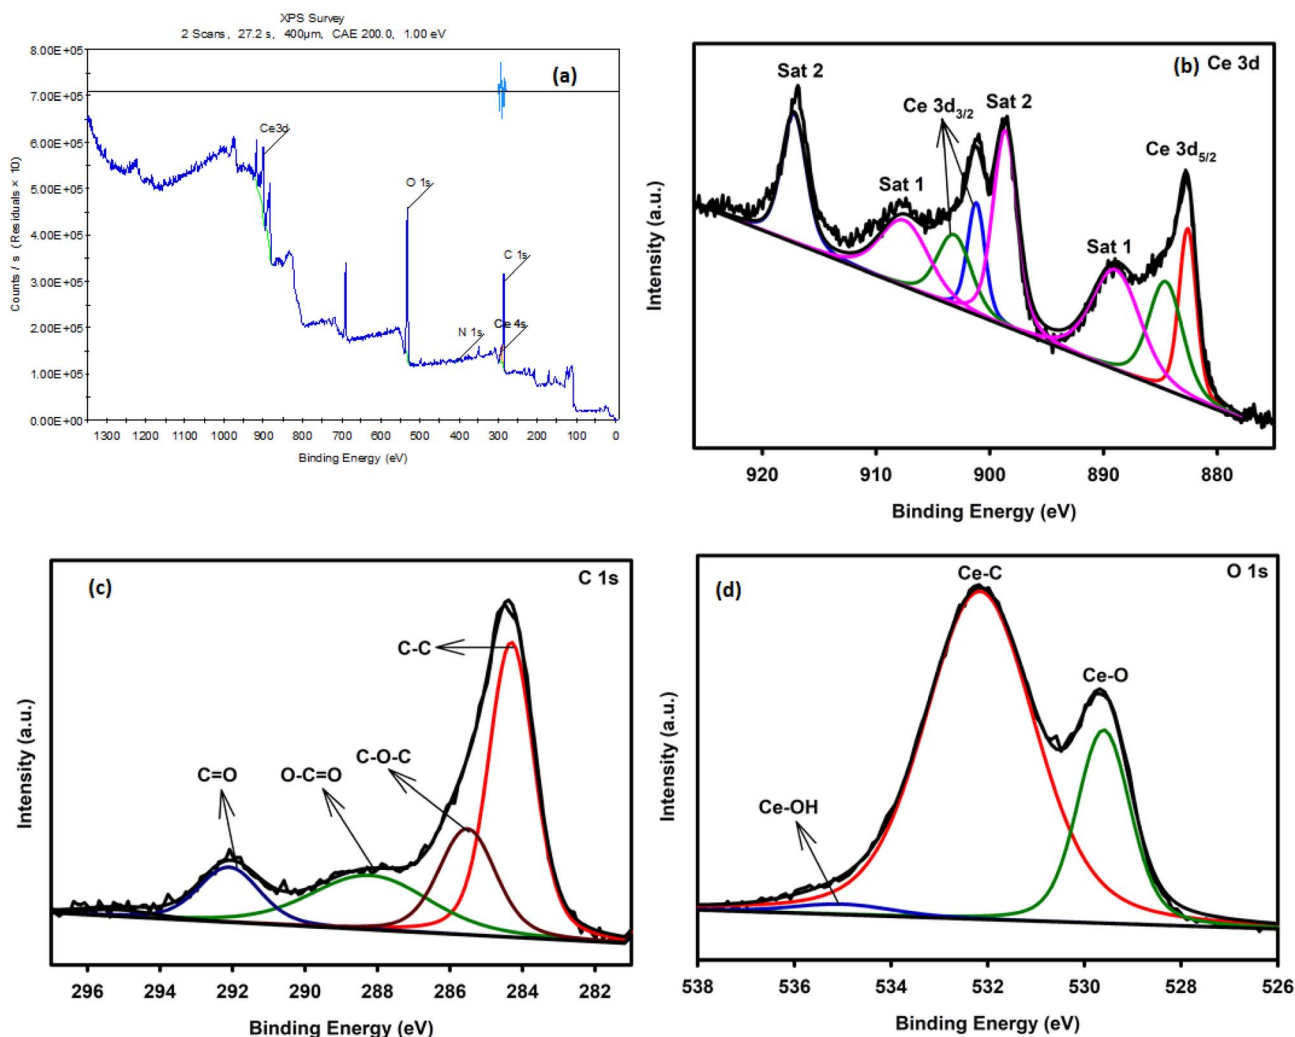 XPS Survey
2 Scans, 27.2 s, 400µm, CAE 200.0, 1.00 eV
(a)
Counts / s (Residuals × 10)
8.00E+05
7.00E+05
6.00E+05
5.00E+05
4.00E+05
3.00E+05
2.00E+05
1.00E+05
0.00E+00
Ce3d
O 1s
C 1s
N 1s
Ce 4s
1300 1200 1100 1000 900 800 700 600 500 400 300 200 100 0
Binding Energy (eV)
(b) Ce 3d
Sat 2
Ce 3d3/2
Sat 2
Sat 1
Ce 3d5/2
Sat 1
Intensity (a.u.)
920 910 900 890 880
Binding Energy (eV)
(c)
C 1s
C-C
C-O-C
C=O
O-C=O
Intensity (a.u.)
296 294 292 290 288 286 284 282
Binding Energy (eV)
(d)
O 1s
Ce-C
Ce-O
Ce-OH
Intensity (a.u.)
538 536 534 532 530 528 526
Binding Energy (eV)